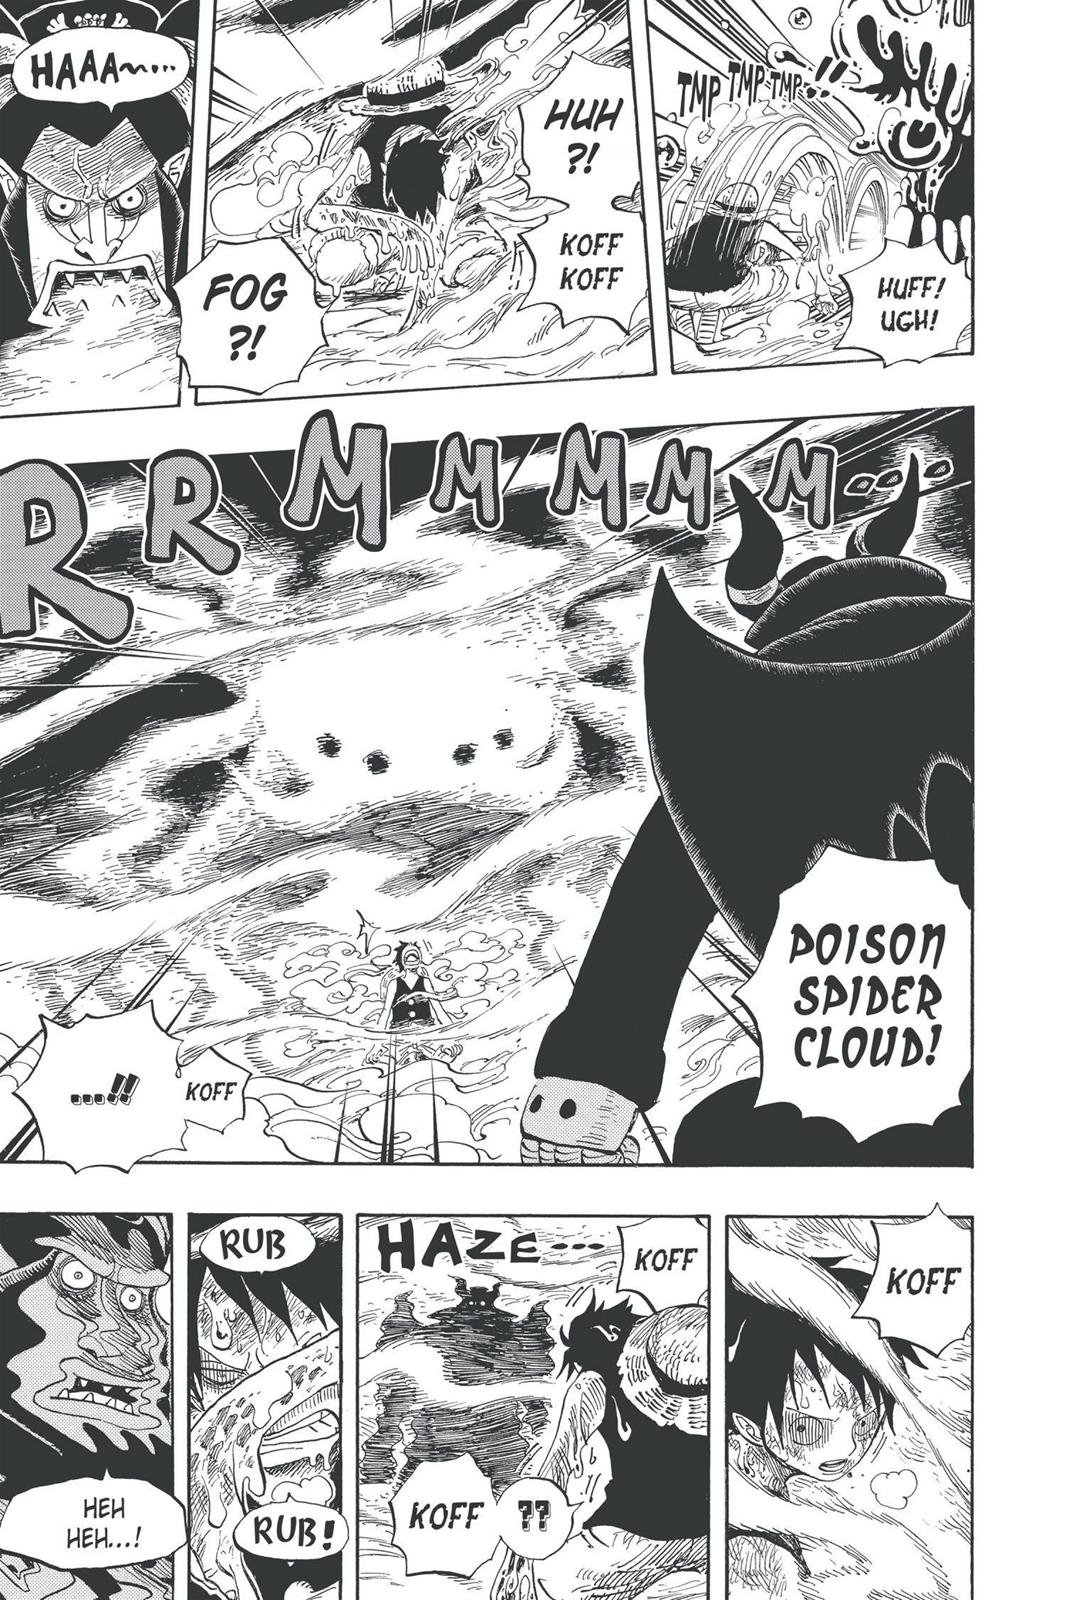 TMP TMP TMP...!!
HUFF!
UGH!
HUH
?!
KOFF
KOFF
FOG
?!
HAAA~...
RRMMMMM...
POISON
SPIDER
CLOUD!
KOFF
...!!
KOFF
HAZE...
KOFF
??
KOFF
RUB
RUB!
HEH
HEH...!